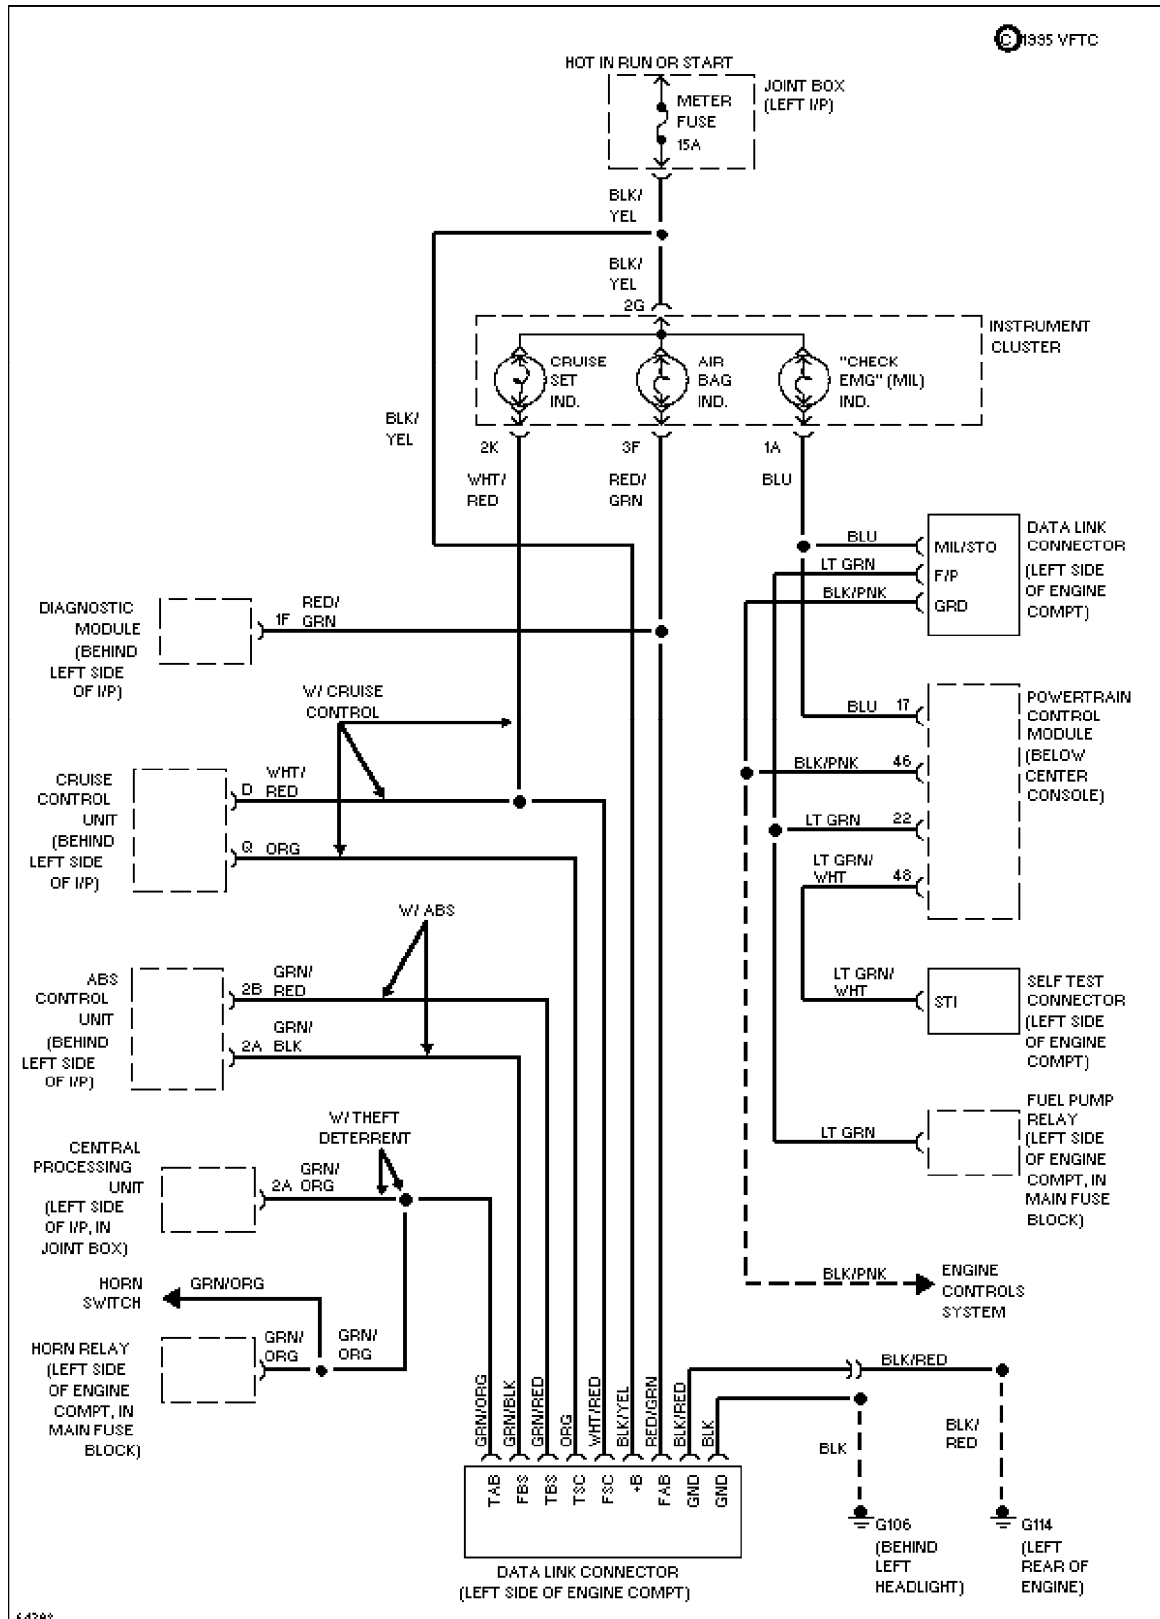 © 1995 VFTC
HOT IN RUN OR START
JOINT BOX
(LEFT I/P)
METER
FUSE
15A
BLK/
YEL
BLK/
YEL
2G
INSTRUMENT
CLUSTER
CRUISE
SET
IND.
AIR
BAG
IND.
"CHECK
EMG" (MIL)
IND.
BLK/
YEL
2K
3F
1A
WHT/
RED
RED/
GRN
BLU
DATA LINK
CONNECTOR
(LEFT SIDE
OF ENGINE
COMPT)
BLU
MIL/STO
LT GRN
F/P
BLK/PNK
GRD
DIAGNOSTIC
MODULE
(BEHIND
LEFT SIDE
OF I/P)
1F
RED/
GRN
W/ CRUISE
CONTROL
POWERTRAIN
CONTROL
MODULE
(BELOW
CENTER
CONSOLE)
BLU 17
BLK/PNK 46
LT GRN 22
LT GRN/
WHT 48
CRUISE
CONTROL
UNIT
(BEHIND
LEFT SIDE
OF I/P)
D
WHT/
RED
Q ORG
W/ ABS
ABS
CONTROL
UNIT
(BEHIND
LEFT SIDE
OF I/P)
2B
GRN/
RED
2A
GRN/
BLK
LT GRN/
WHT
STI
SELF TEST
CONNECTOR
(LEFT SIDE
OF ENGINE
COMPT)
W/ THEFT
DETERRENT
FUEL PUMP
RELAY
(LEFT SIDE
OF ENGINE
COMPT, IN
MAIN FUSE
BLOCK)
LT GRN
CENTRAL
PROCESSING
UNIT
(LEFT SIDE
OF I/P, IN
JOINT BOX)
2A
GRN/
ORG
HORN
SWITCH
GRN/ORG
BLK/PNK
ENGINE
CONTROLS
SYSTEM
HORN RELAY
(LEFT SIDE
OF ENGINE
COMPT, IN
MAIN FUSE
BLOCK)
GRN/
ORG
GRN/
ORG
BLK/RED
BLK
BLK/
RED
GRN/ORG
GRN/BLK
GRN/RED
ORG
WHT/RED
BLK/YEL
RED/GRN
BLK/RED
BLK
TAB
FBS
TBS
TSC
FSC
+B
FAB
GND
GND
G106
(BEHIND
LEFT
HEADLIGHT)
G114
(LEFT
REAR OF
ENGINE)
DATA LINK CONNECTOR
(LEFT SIDE OF ENGINE COMPT)